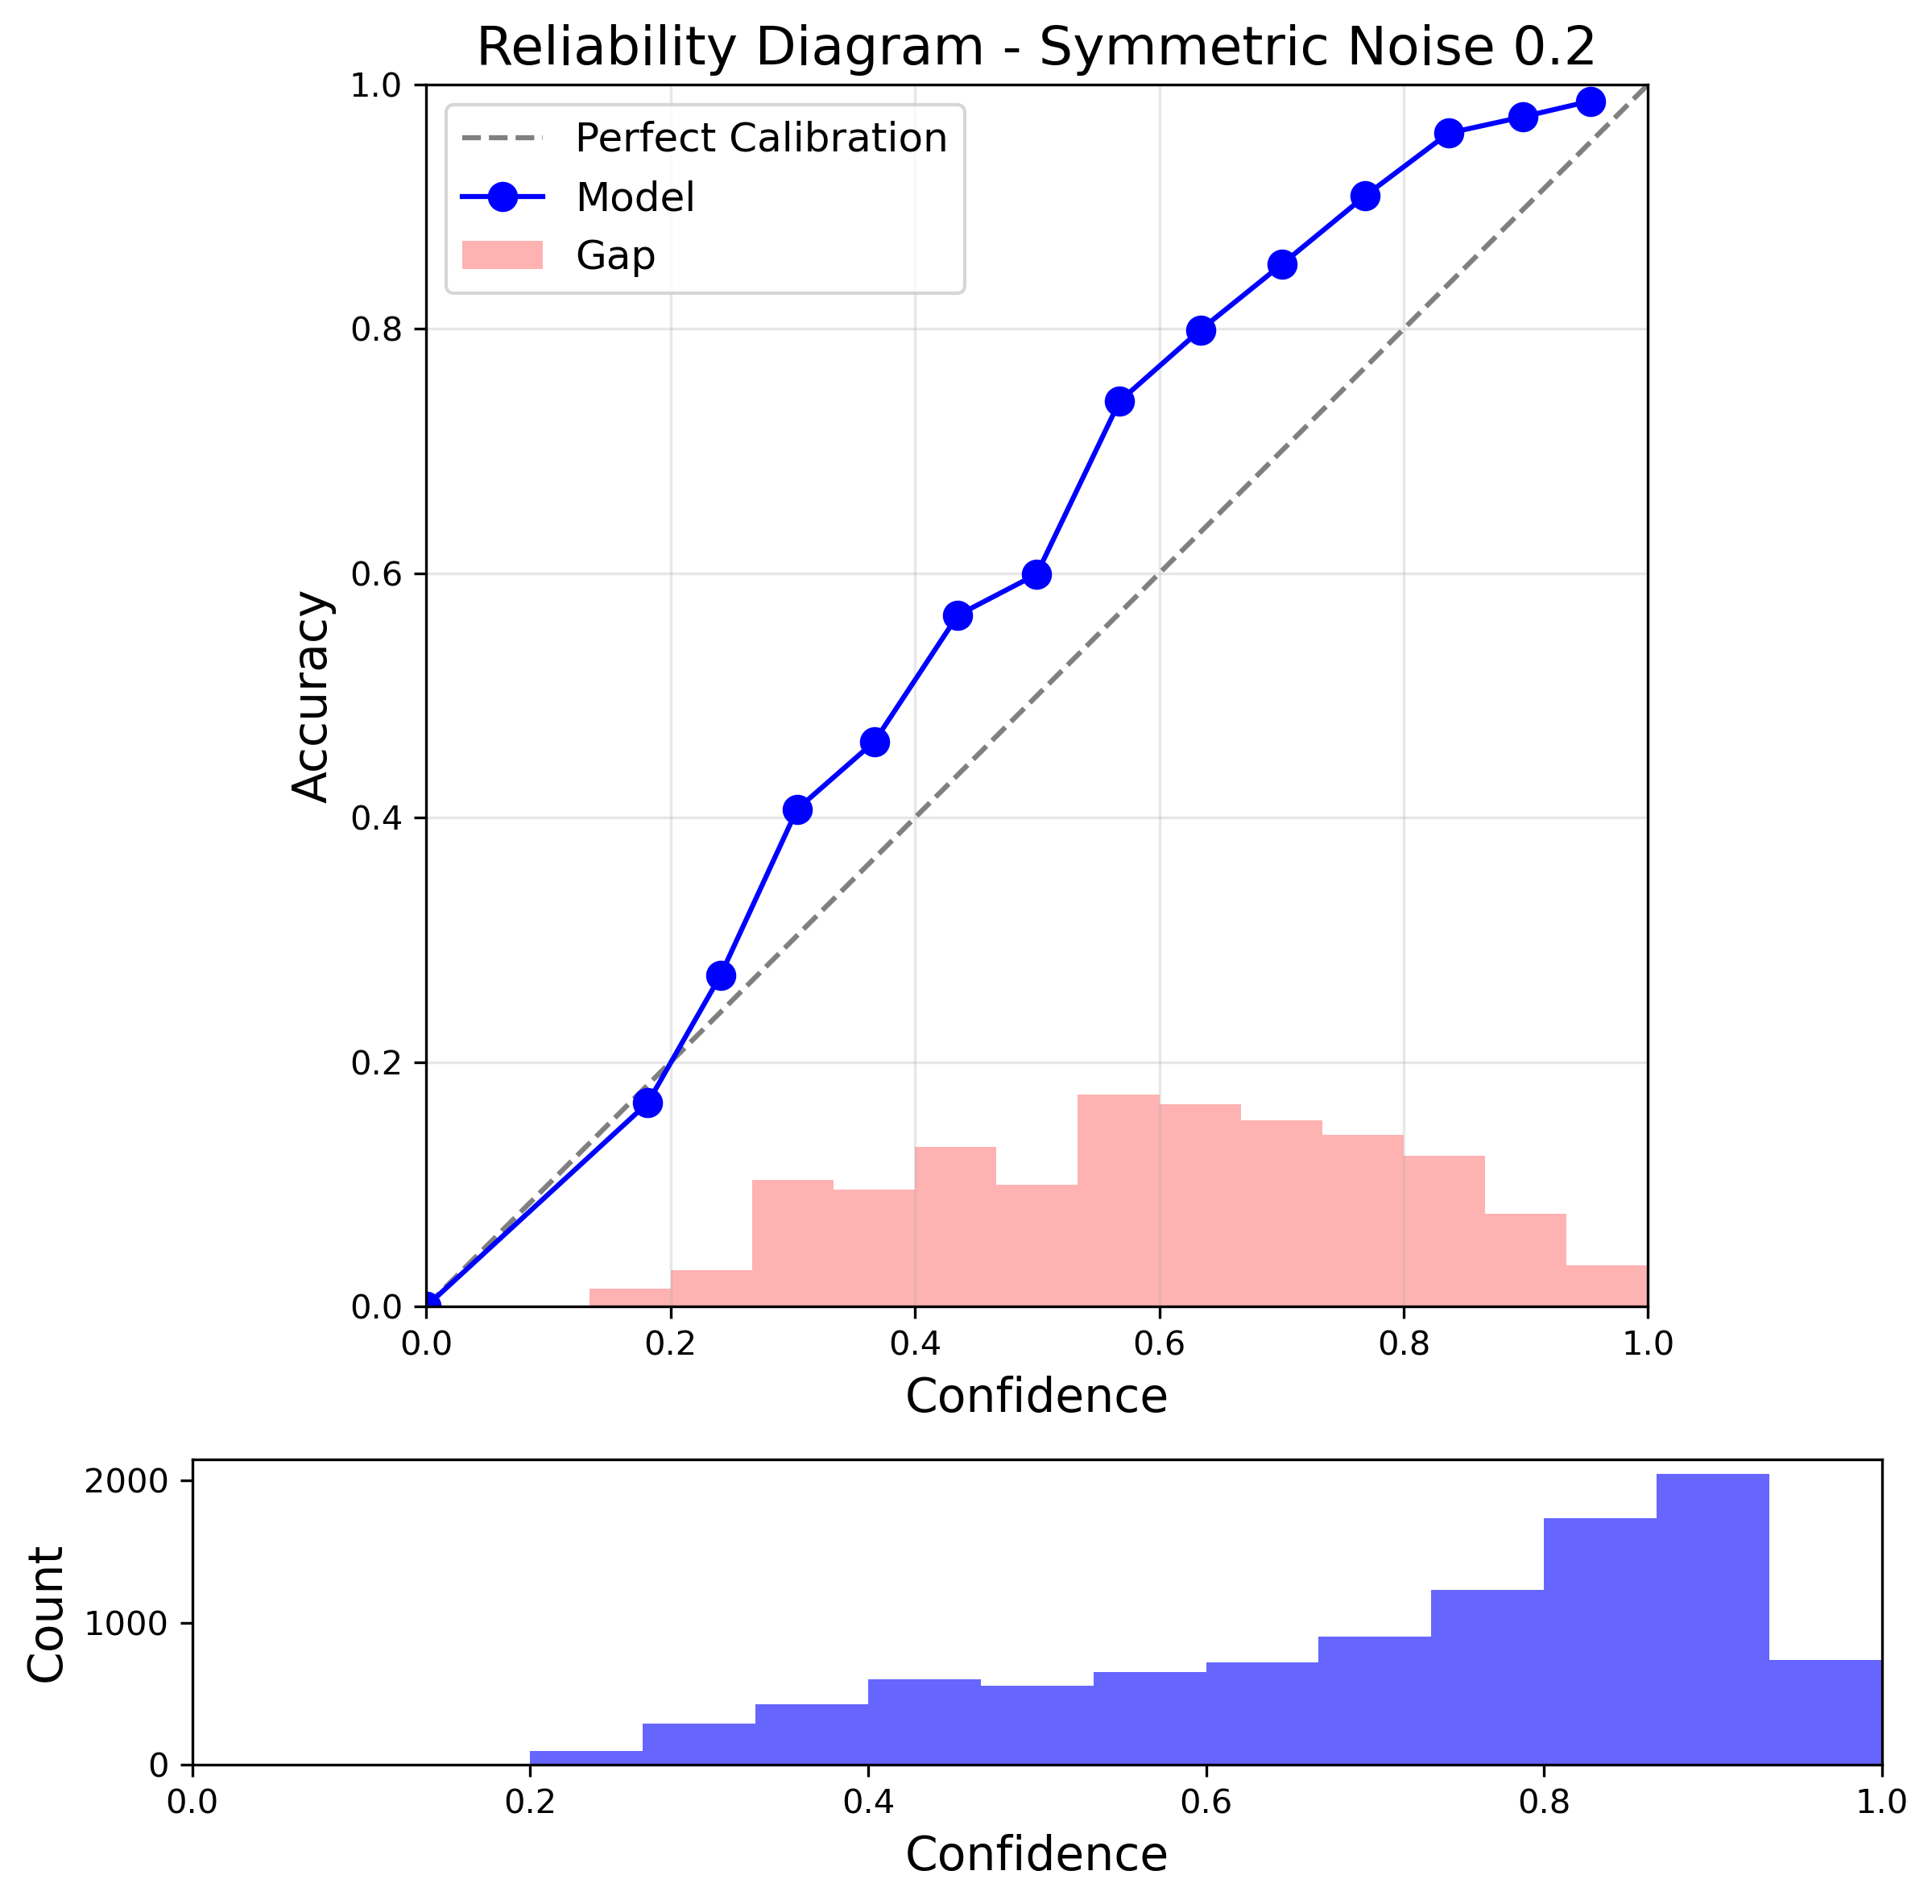 Reliability Diagram - Symmetric Noise 0.2
1.0
0.8
0.6
0.4
0.2
0.0
Accuracy
Perfect Calibration
Model
Gap
0.0 0.2 0.4 0.6 0.8 1.0
Confidence
2000
1000
0
Count
0.0 0.2 0.4 0.6 0.8 1.0
Confidence